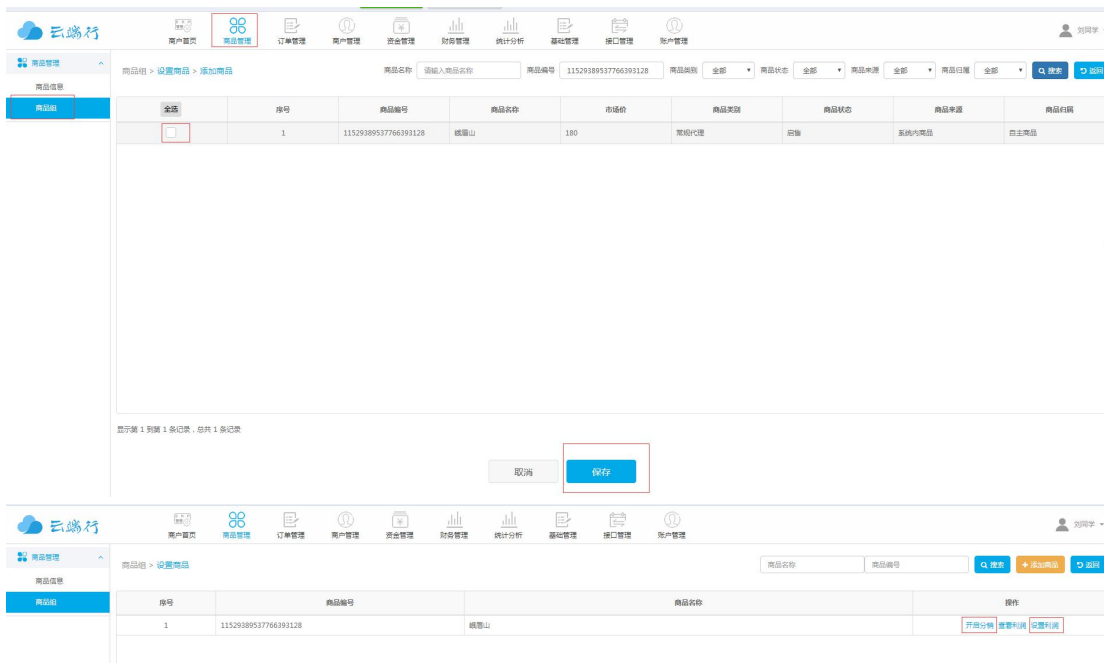 云端行
商户首页 商品管理 订单管理 商户管理 资金管理 财务管理 统计分析 基础管理 接口管理 账户管理
刘同学
商品管理
商品信息
商品组
商品组 > 设置商品 > 添加商品
商品名称 请输入商品名称 商品编号 11529389537766393128 商品类别 全部 商品状态 全部 商品来源 全部 商品归属 全部 搜索 返回
全选 序号 商品编号 商品名称 市场价 商品类别 商品状态 商品来源 商品归属
1 11529389537766393128 峨眉山 180 常规代理 启售 系统内商品 自主商品
显示第 1 到第 1 条记录，总共 1 条记录
取消 保存
云端行
商户首页 商品管理 订单管理 商户管理 资金管理 财务管理 统计分析 基础管理 接口管理 账户管理
刘同学
商品管理
商品信息
商品组
商品组 > 设置商品
商品名称 商品编号 搜索 +添加商品 返回
序号 商品编号 商品名称 操作
1 11529389537766393128 峨眉山 开放分销 查看利润 设置利润